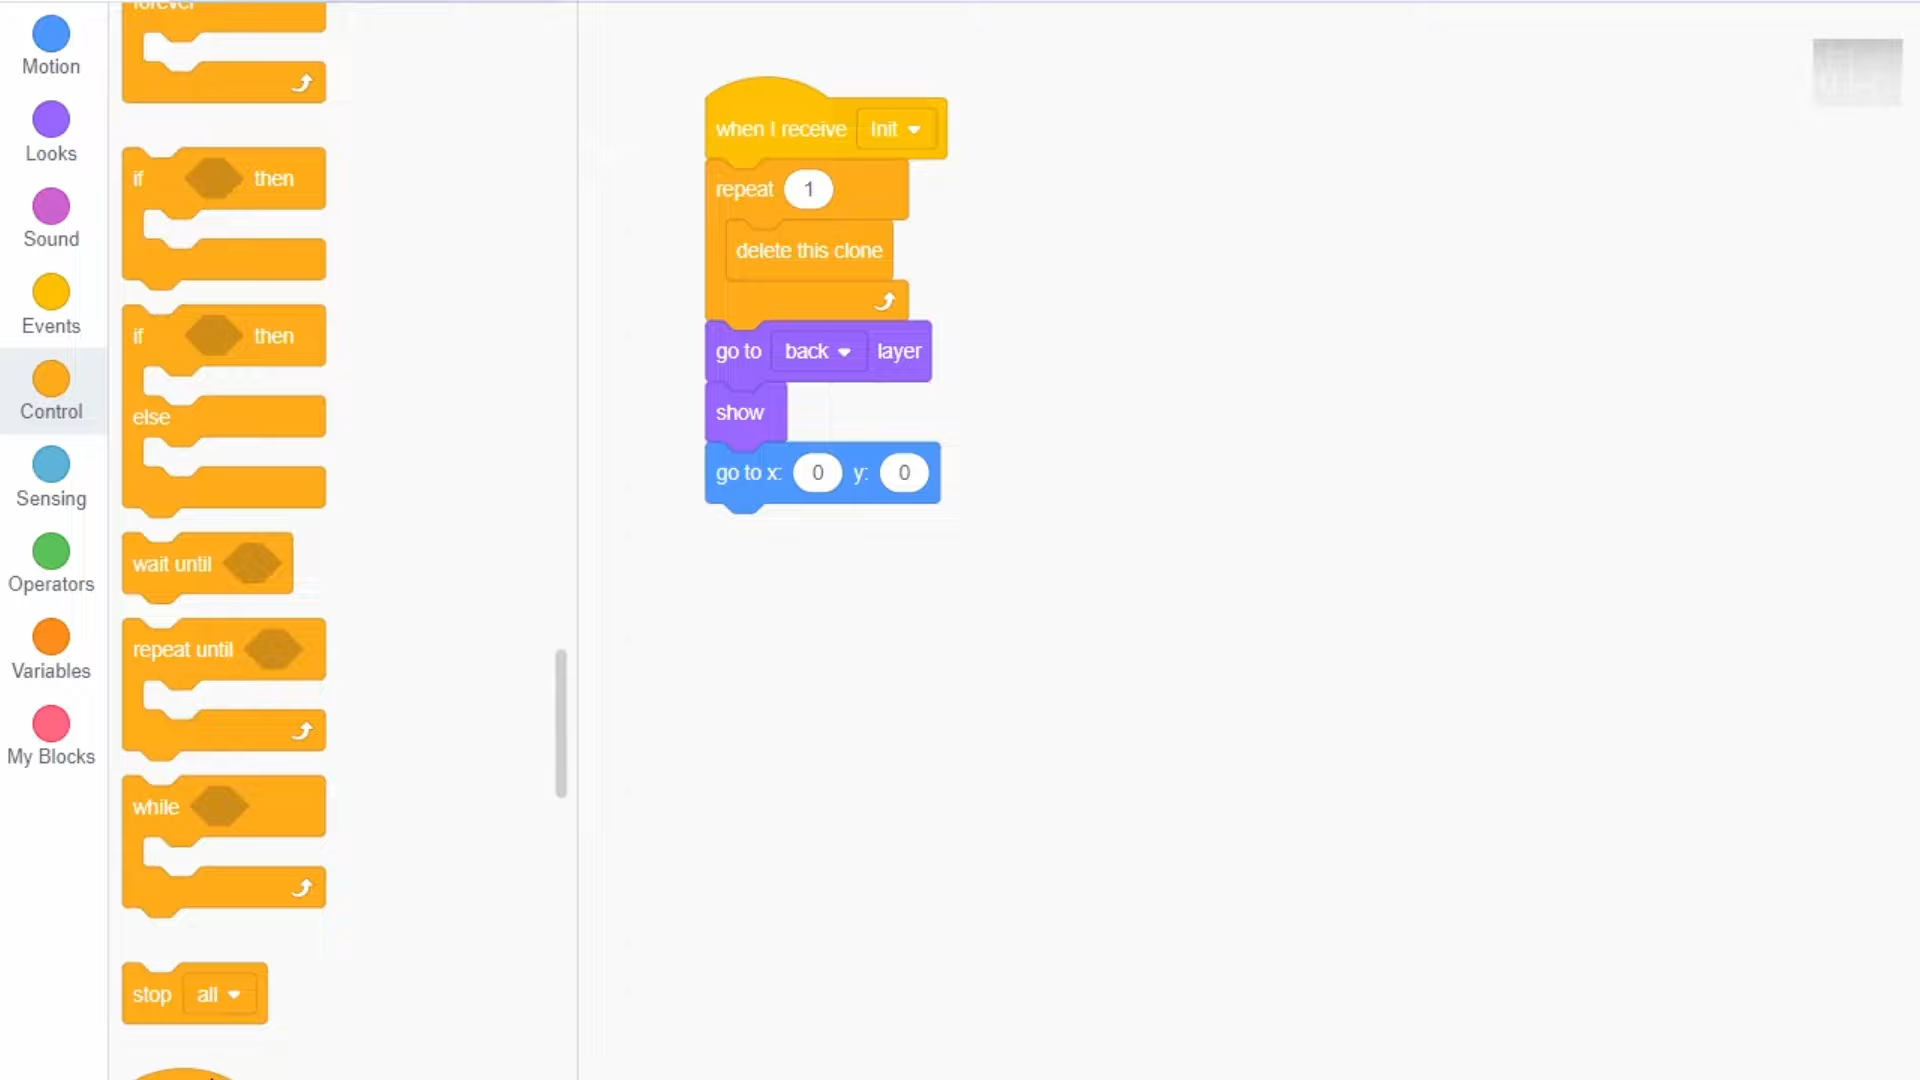 Motion
Looks
Sound
Events
Control
Sensing
Operators
Variables
My Blocks
forever
if then
if then
else
wait until
repeat until
while
stop all
when I receive Init
repeat 1
delete this clone
go to back layer
show
go to x: 0 y: 0